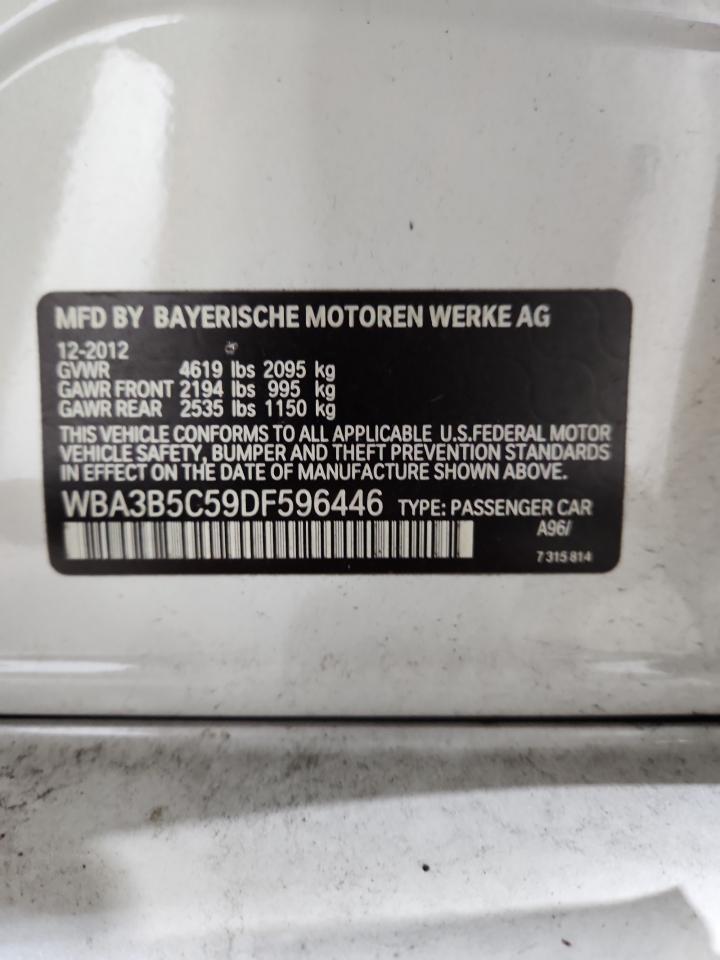 MFD BY BAYERISCHE MOTOREN WERKE AG
12-2012
GVWR 4619 lbs 2095 kg
GAWR FRONT 2194 lbs 995 kg
GAWR REAR 2535 lbs 1150 kg
THIS VEHICLE CONFORMS TO ALL APPLICABLE U.S.FEDERAL MOTOR
VEHICLE SAFETY, BUMPER AND THEFT PREVENTION STANDARDS
IN EFFECT ON THE DATE OF MANUFACTURE SHOWN ABOVE.
WBA3B5C59DF596446 TYPE: PASSENGER CAR
A96/
7 315 814